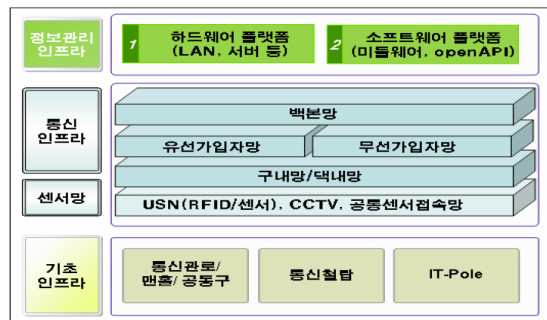 정보관리
인프라
1
하드웨어 플랫폼
(LAN, 서버 등)
2
소프트웨어 플랫폼
(미들웨어, openAPI)
통신
인프라
백본망
유선가입자망
무선가입자망
구내망/댁내망
센서망
USN(RFID/센서), CCTV, 공통센서접속망
기초
인프라
통신관로/
맨홀/ 공동구
통신철탑
IT-Pole